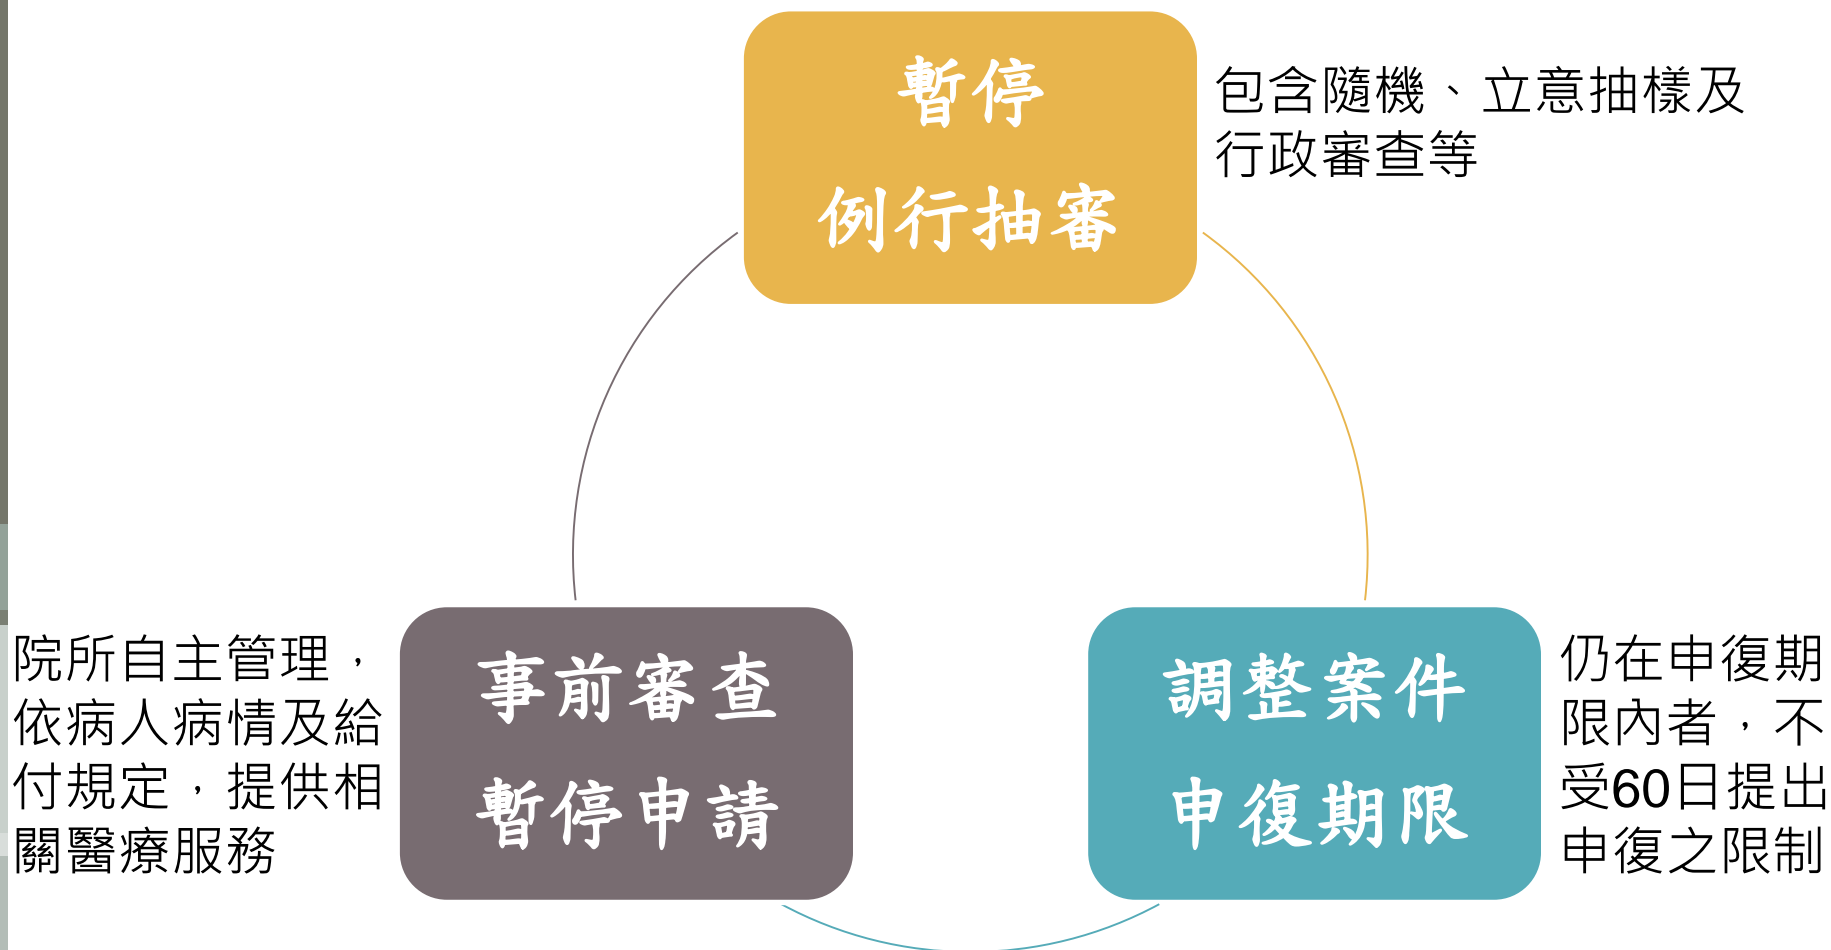 暫停
例行抽審
包含隨機、立意抽樣及
行政審查等
院所自主管理，
依病人病情及給
付規定，提供相
關醫療服務
事前審查
暫停申請
調整案件
申復期限
仍在申復期
限內者，不
受60日提出
申復之限制